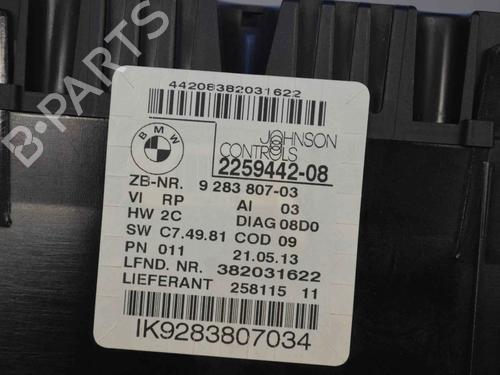 44208382031622
BMW
JOHNSON
CONTROLS
2259442-08
ZB-NR. 9 283 807-03
VI RP AI 03
HW 2C DIAG 08D0
SW C7.49.81 COD 09
PN 011 21.05.13
LFND. NR. 382031622
LIEFERANT 258115 11
IK9283807034
B-PARTS